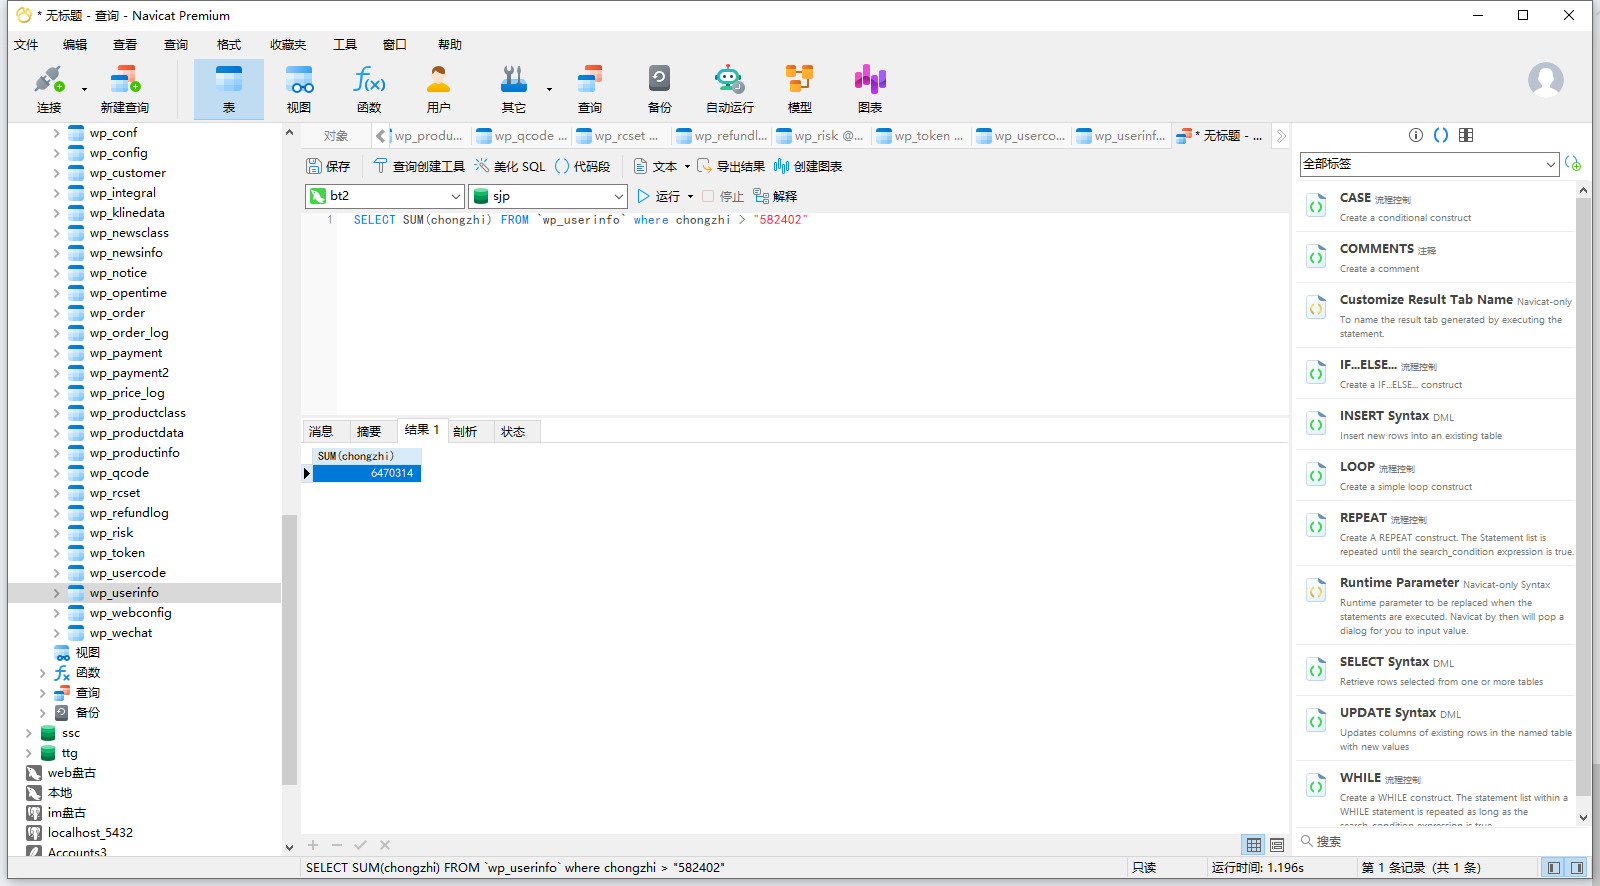 * 无标题 - 查询 - Navicat Premium
文件 编辑 查看 查询 格式 收藏夹 工具 窗口 帮助
连接 新建查询 表 视图 函数 用户 其它 查询 备份 自动运行 模型 图表
wp_conf
wp_config
wp_customer
wp_integral
wp_klinedata
wp_newsclass
wp_newsinfo
wp_notice
wp_opentime
wp_order
wp_order_log
wp_payment
wp_payment2
wp_price_log
wp_productclass
wp_productdata
wp_productinfo
wp_qcode
wp_rcset
wp_refundlog
wp_risk
wp_token
wp_usercode
wp_userinfo
wp_webconfig
wp_wechat
视图
函数
查询
备份
ssc
ttg
web盘古
本地
im盘古
localhost_5432
Accounts3
对象 wp_produ... wp_qcode ... wp_rcset ... wp_refundl... wp_risk @... wp_token ... wp_userco... wp_userinf... * 无标题 - ...
保存 查询创建工具 美化 SQL () 代码段 文本 导出结果 创建图表
bt2 sjp 运行 停止 解释
1 SELECT SUM(chongzhi) FROM `wp_userinfo` where chongzhi > "582402"
消息 摘要 结果 1 剖析 状态
SUM(chongzhi)
6470314
全部标签
CASE 流程控制
Create a conditional construct
COMMENTS 注释
Create a comment
Customize Result Tab Name Navicat-only
To name the result tab generated by executing the
statement.
IF...ELSE... 流程控制
Create a IF...ELSE... construct
INSERT Syntax DML
Insert new rows into an existing table
LOOP 流程控制
Create a simple loop construct
REPEAT 流程控制
Create A REPEAT construct. The Statement list is
repeated until the search_condition expression is true.
Runtime Parameter Navicat-only Syntax
Runtime parameter to be replaced when the
statements are executed. Navicat by then will pop a
dialog for you to input value.
SELECT Syntax DML
Retrieve rows selected from one or more tables
UPDATE Syntax DML
Updates columns of existing rows in the named table
with new values
WHILE 流程控制
Create a WHILE construct. The statement list within a
WHILE statement is repeated as long as the
search_condition expression is true
搜索
SELECT SUM(chongzhi) FROM `wp_userinfo` where chongzhi > "582402" 只读 运行时间: 1.196s 第 1 条记录 (共 1 条)